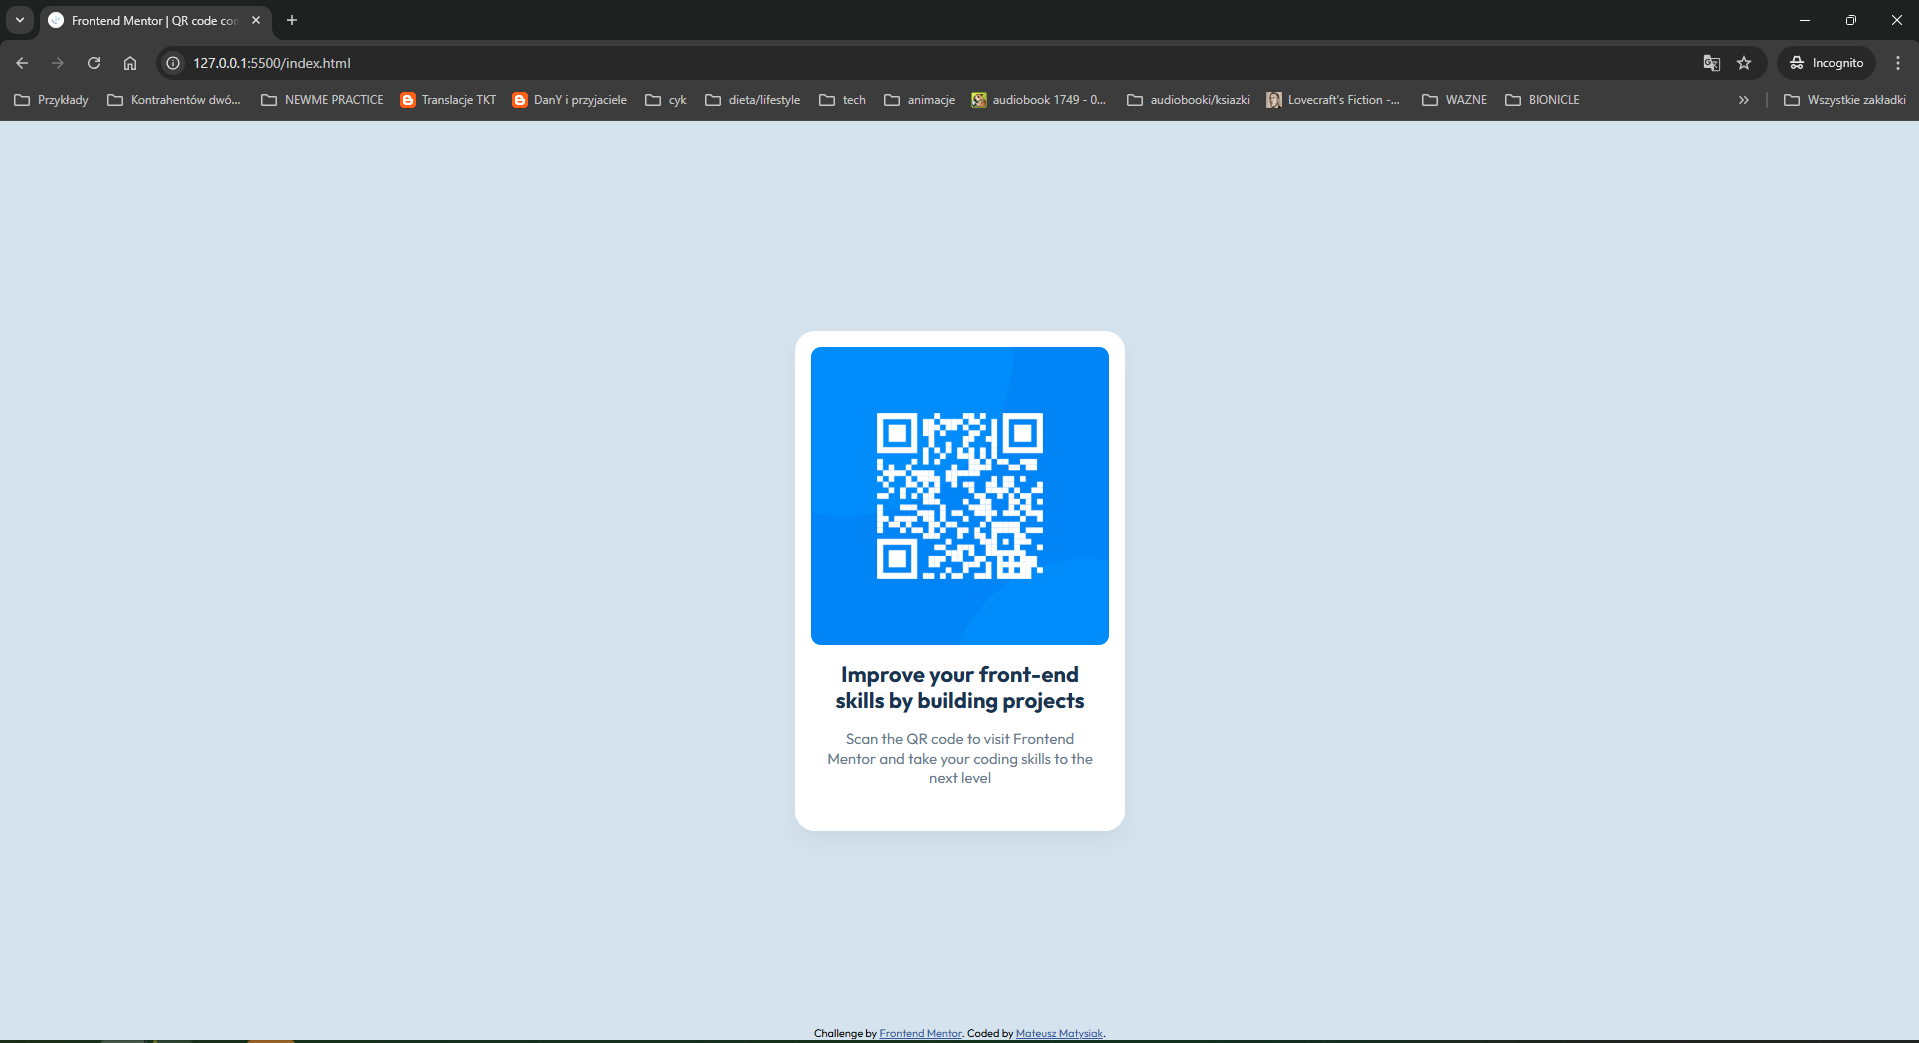 Frontend Mentor | QR code con
127.0.0.1:5500/index.html
Incognito
Przykłady
Kontrahentów dwó...
NEWME PRACTICE
Translacje TKT
DanY i przyjaciele
cyk
dieta/lifestyle
tech
animacje
audiobook 1749 - 0...
audiobooki/ksiazki
Lovecraft's Fiction -...
WAZNE
BIONICLE
Wszystkie zakładki
Improve your front-end
skills by building projects
Scan the QR code to visit Frontend
Mentor and take your coding skills to the
next level
Challenge by Frontend Mentor. Coded by Mateusz Matysiak.